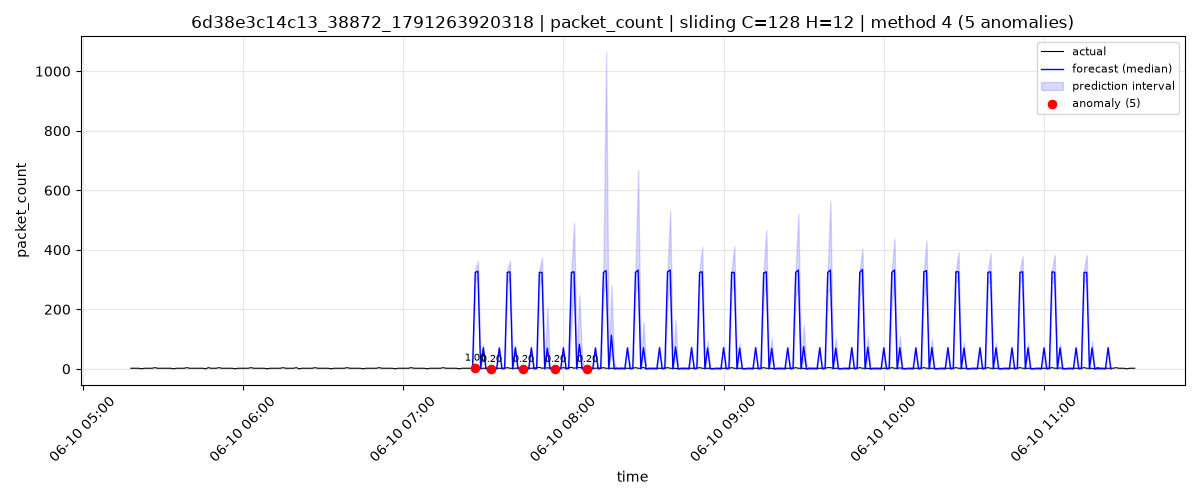 6d38e3c14c13_38872_1791263920318 | packet_count | sliding C=128 H=12 | method 4 (5 anomalies)
actual
forecast (median)
prediction interval
anomaly (5)
packet_count
1000
800
600
400
200
0
1.00
0.20
0.20
0.20
0.20
06-10 05:00
06-10 06:00
06-10 07:00
06-10 08:00
06-10 09:00
06-10 10:00
06-10 11:00
time